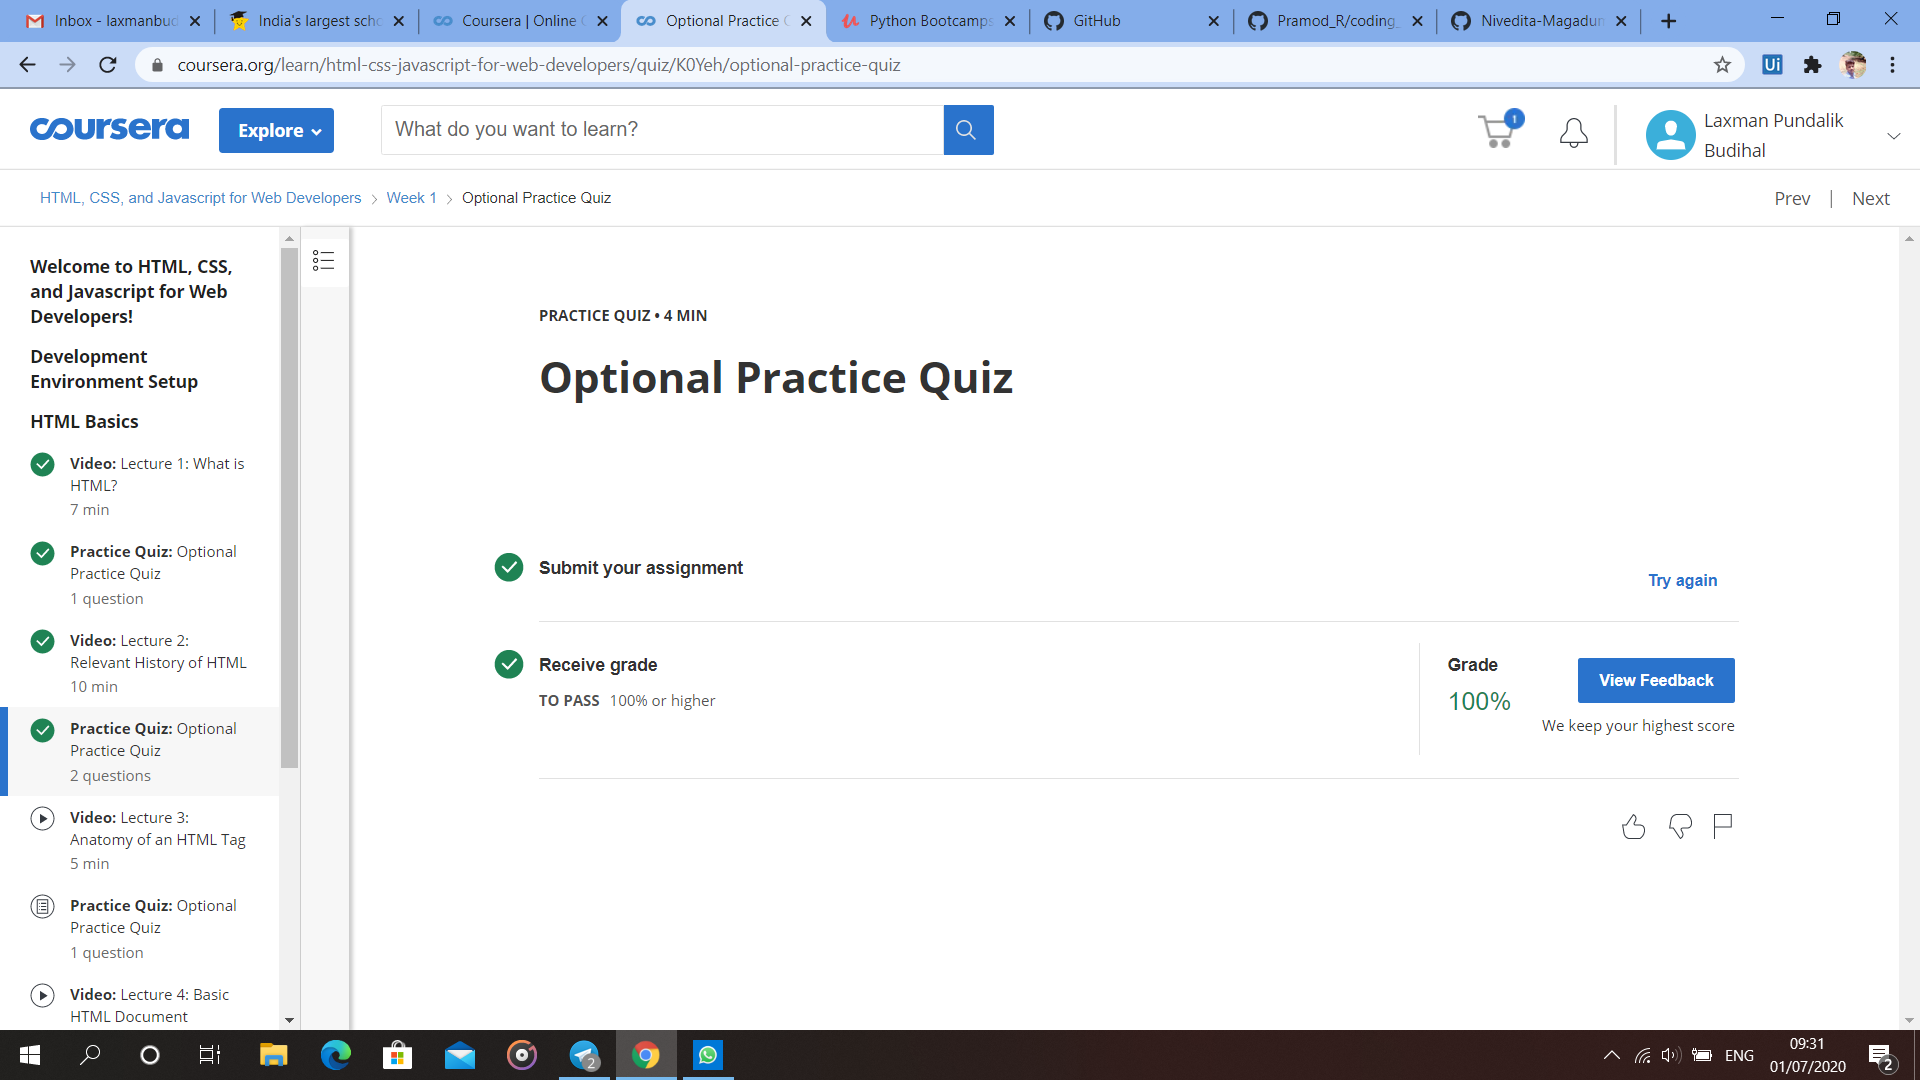 Inbox - laxmanbud
India's largest scho
Coursera | Online C
Optional Practice Q
Python Bootcamps
GitHub
Pramod_R/coding_
Nivedita-Magadum
coursera.org/learn/html-css-javascript-for-web-developers/quiz/K0Yeh/optional-practice-quiz
Ui
coursera
Explore
What do you want to learn?
1
Laxman Pundalik
Budihal
HTML, CSS, and Javascript for Web Developers > Week 1 > Optional Practice Quiz
Prev | Next
Welcome to HTML, CSS,
and Javascript for Web
Developers!
Development
Environment Setup
HTML Basics
Video: Lecture 1: What is
HTML?
7 min
Practice Quiz: Optional
Practice Quiz
1 question
Video: Lecture 2:
Relevant History of HTML
10 min
Practice Quiz: Optional
Practice Quiz
2 questions
Video: Lecture 3:
Anatomy of an HTML Tag
5 min
Practice Quiz: Optional
Practice Quiz
1 question
Video: Lecture 4: Basic
HTML Document
PRACTICE QUIZ • 4 MIN
Optional Practice Quiz
Submit your assignment
Try again
Receive grade
TO PASS 100% or higher
Grade
100%
View Feedback
We keep your highest score
2
ENG
09:31
01/07/2020
2